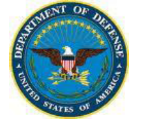 DEPARTMENT OF DEFENSE
UNITED STATES OF AMERICA